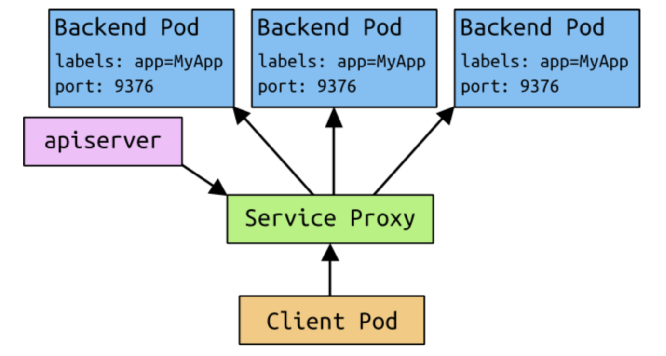 Backend Pod
labels: app=MyApp
port: 9376
Backend Pod
labels: app=MyApp
port: 9376
Backend Pod
labels: app=MyApp
port: 9376
apiserver
Service Proxy
Client Pod